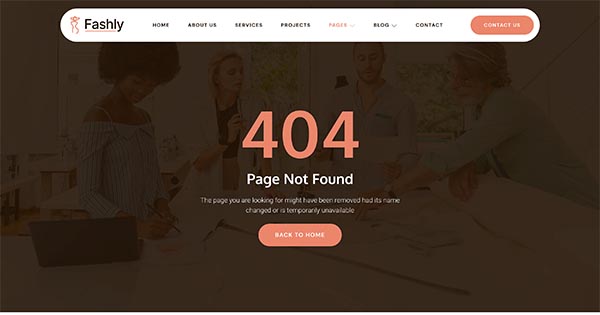 Fashly
HOME ABOUT US SERVICES PROJECTS PAGES BLOG CONTACT CONTACT US
404
Page Not Found
The page you are looking for might have been removed had its name
changed or is temporarily unavailable
BACK TO HOME